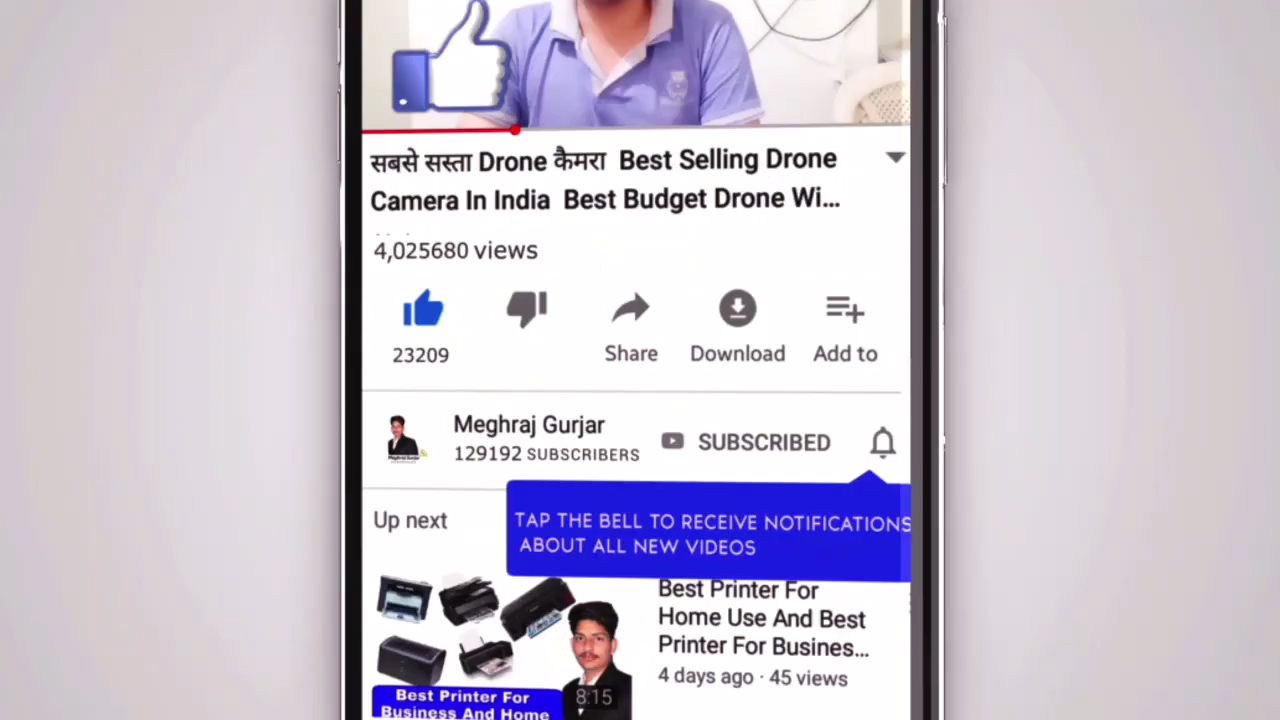 सबसे सस्ता Drone कैमरा Best Selling Drone
Camera In India Best Budget Drone Wi...
4,025680 views
23209
Share
Download
Add to
Meghraj Gurjar
129192 SUBSCRIBERS
SUBSCRIBED
TAP THE BELL TO RECEIVE NOTIFICATIONS
ABOUT ALL NEW VIDEOS
Up next
Best Printer For
Business And Home
8:15
Best Printer For
Home Use And Best
Printer For Busines...
4 days ago · 45 views